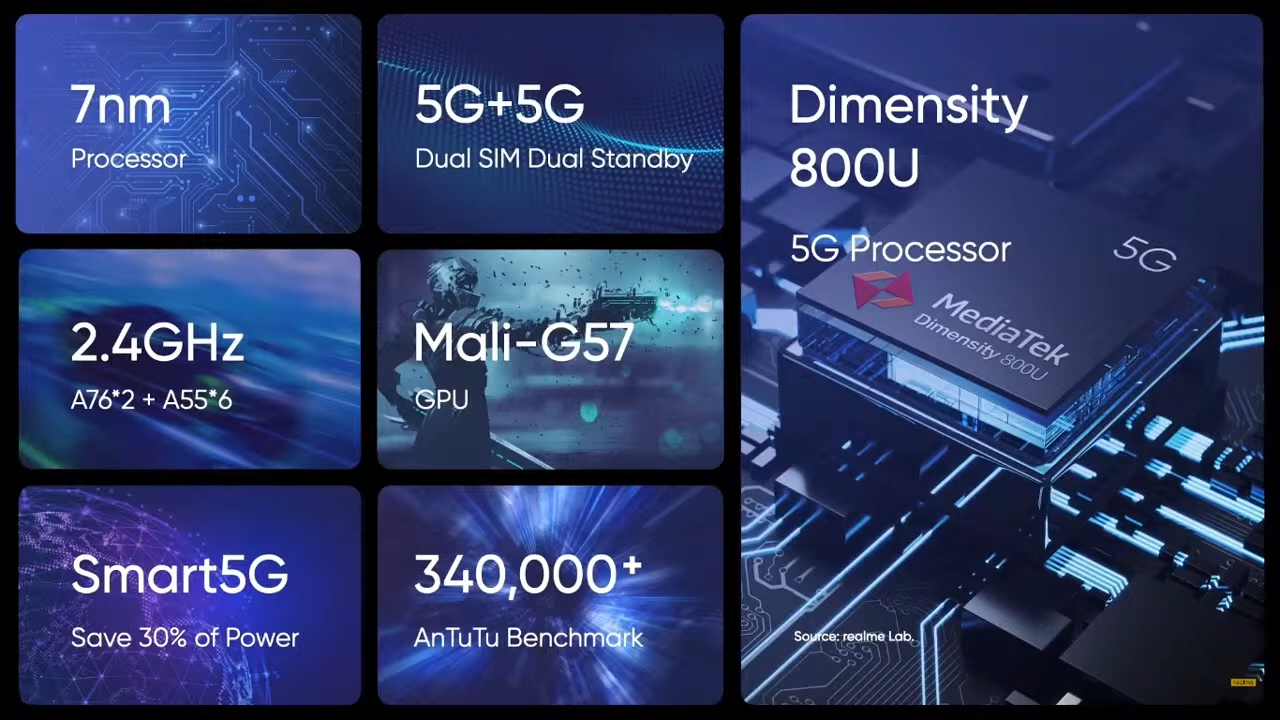 7nm
Processor
5G+5G
Dual SIM Dual Standby
2.4GHz
A76*2 + A55*6
Mali-G57
GPU
Smart5G
Save 30% of Power
340,000+
AnTuTu Benchmark
Dimensity
800U
5G Processor
5G
MediaTek
Dimensity 800U
Source: realme Lab.
realme